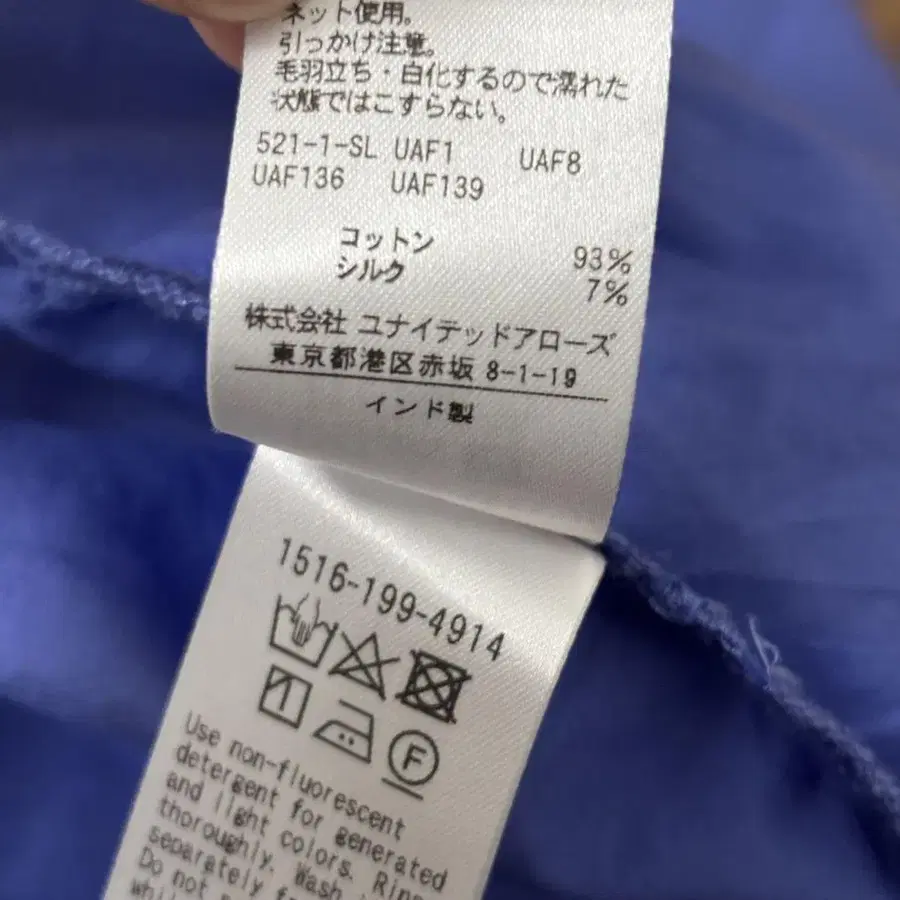 ネット使用。
引っかけ注意。
毛羽立ち・白化するので濡れた
状態ではこすらない。
521-1-SL UAF1 UAF8
UAF136 UAF139
コットン 93%
シルク 7%
株式会社 ユナイテッドアローズ
東京都港区赤坂 8-1-19
インド製
1516-199-4914
F
Use non-fluorescent
detergent for generated
and light colors.
thoroughly. Wash
separately
Do not